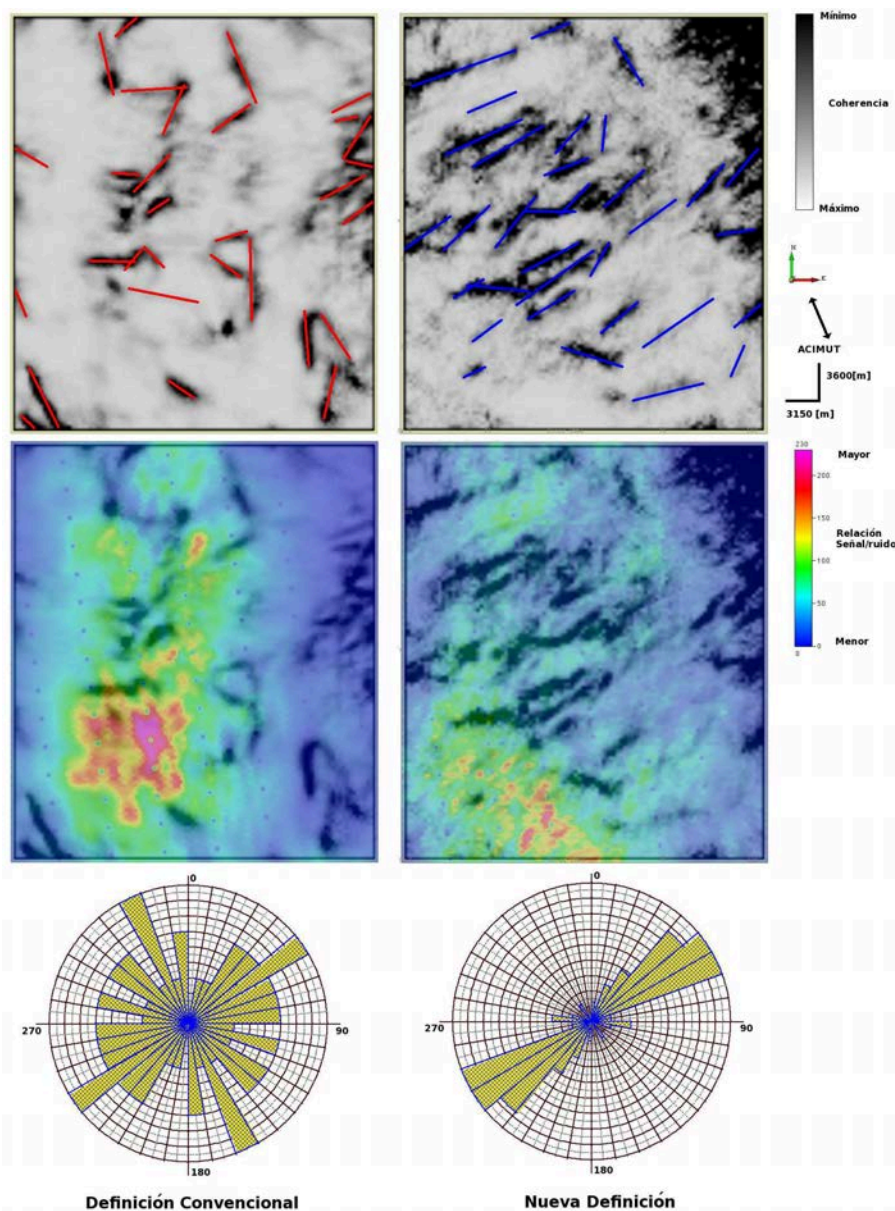 Mínimo
Coherencia
Máximo
N
E
ACIMUT
3600[m]
3150 [m]
230
Mayor
200
150
Relación
Señal/ruido
100
50
Menor
0
0
0
0
270
90
270
90
180
180
Definición Convencional
Nueva Definición